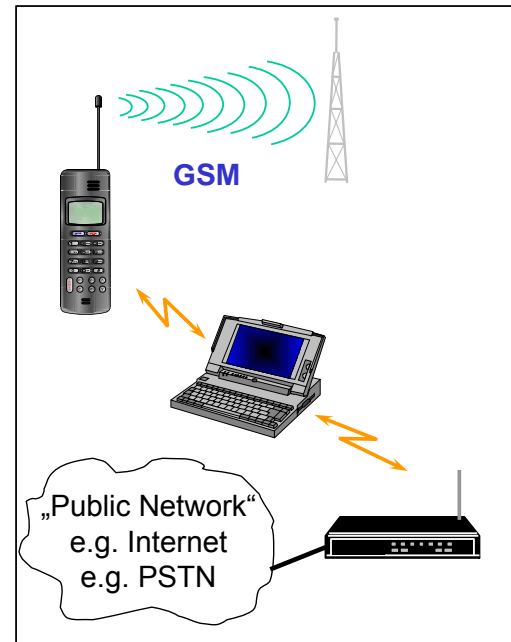 GSM
„Public Network“
e.g. Internet
e.g. PSTN